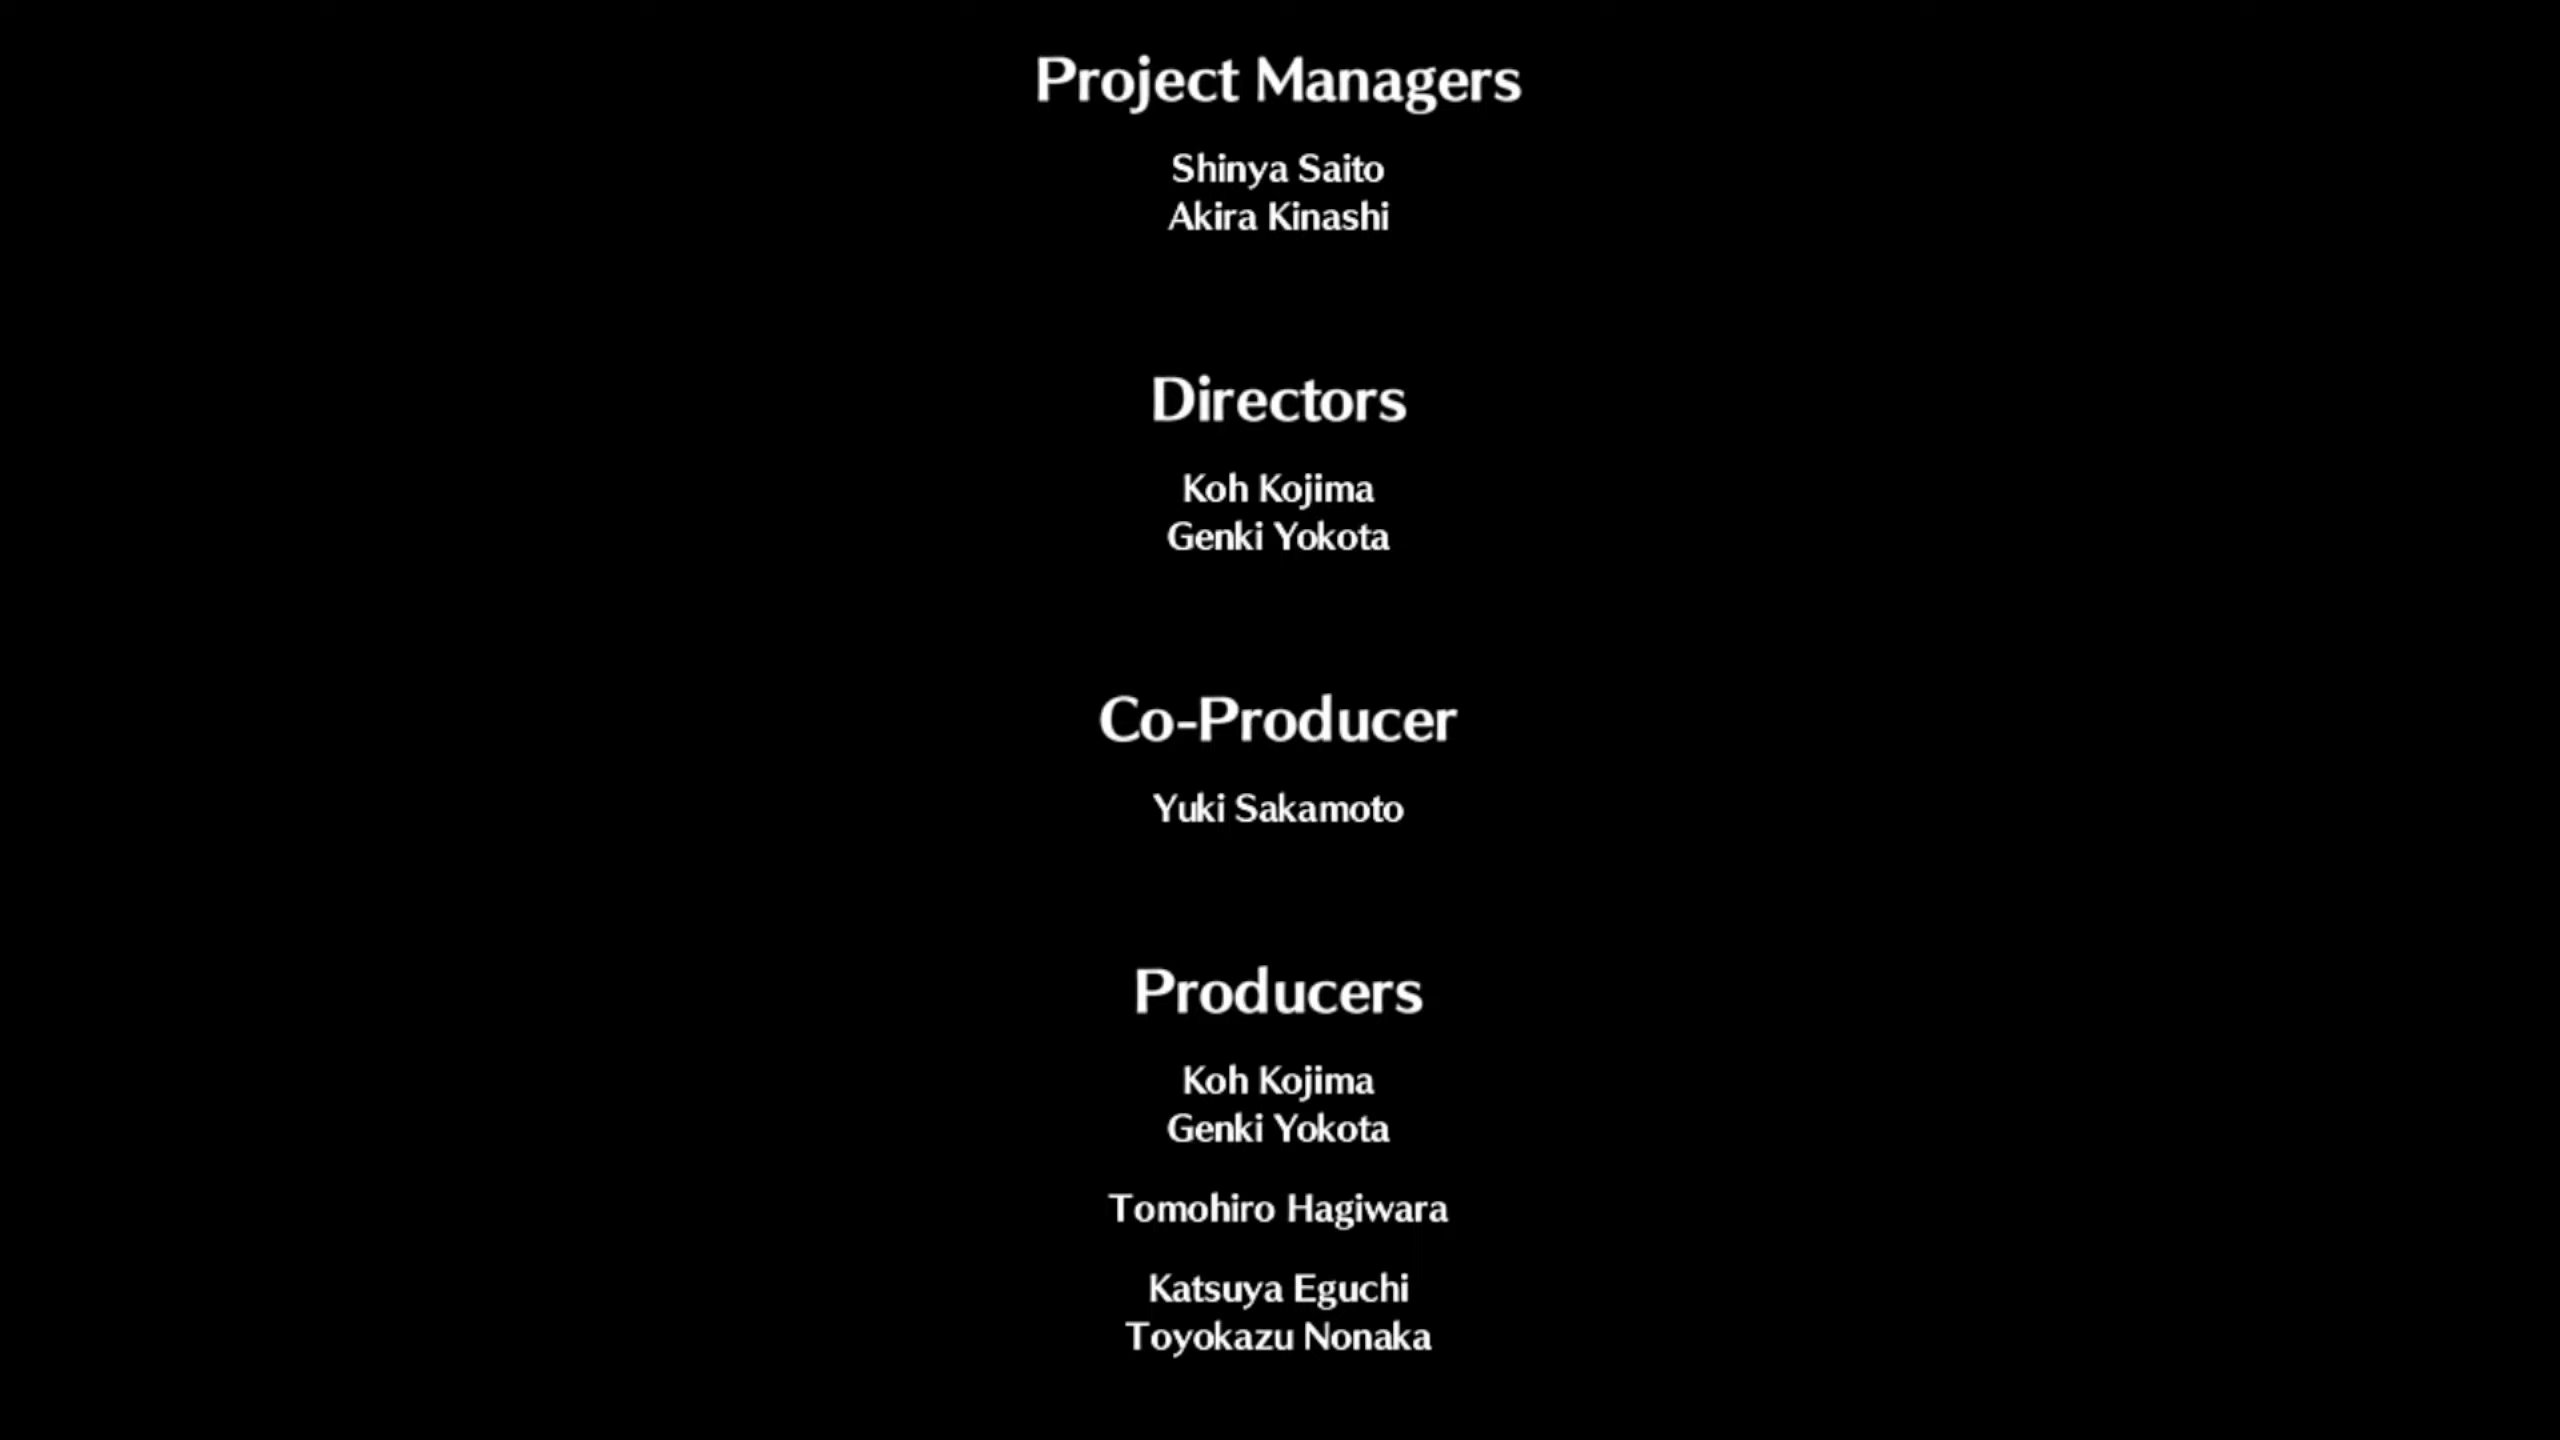 Project Managers
Shinya Saito
Akira Kinashi
Directors
Koh Kojima
Genki Yokota
Co-Producer
Yuki Sakamoto
Producers
Koh Kojima
Genki Yokota
Tomohiro Hagiwara
Katsuya Eguchi
Toyokazu Nonaka